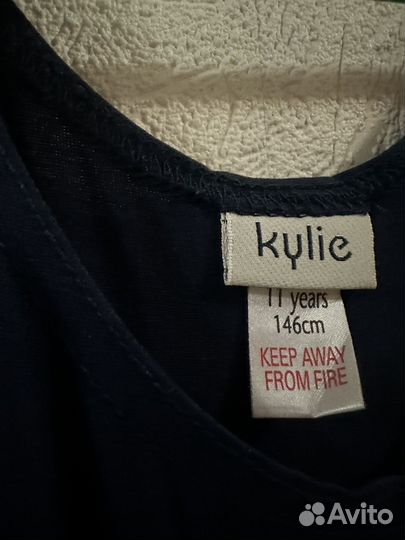 kylie
11 years
146cm
KEEP AWAY
FROM FIRE
Avito